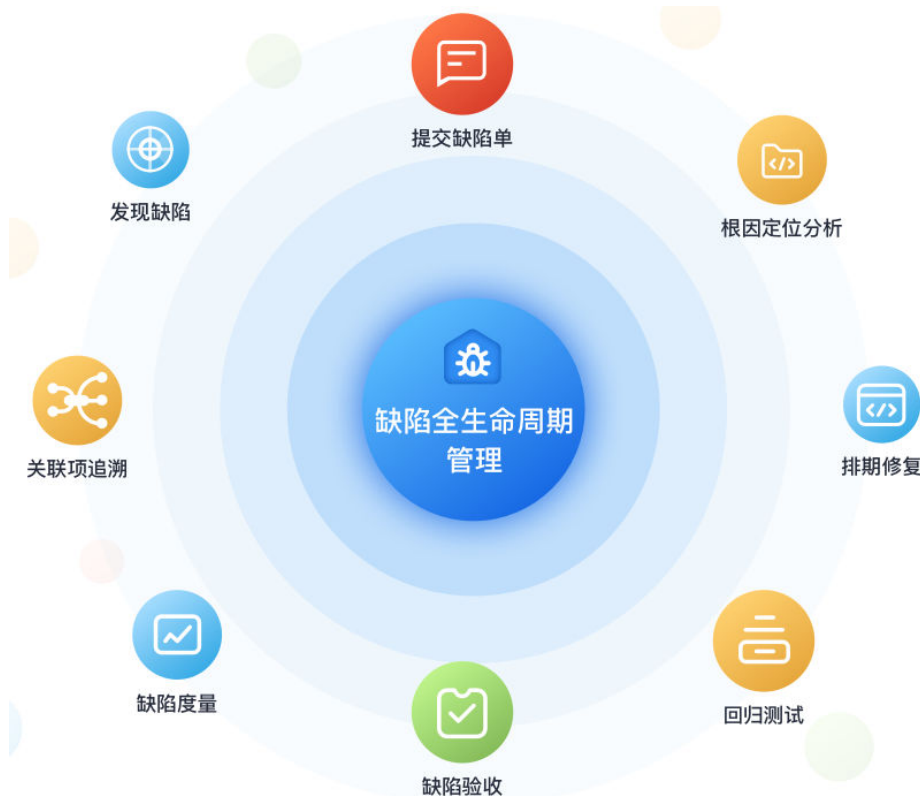 提交缺陷单
发现缺陷
根因定位分析
缺陷全生命周期
管理
关联项追溯
排期修复
缺陷度量
回归测试
缺陷验收